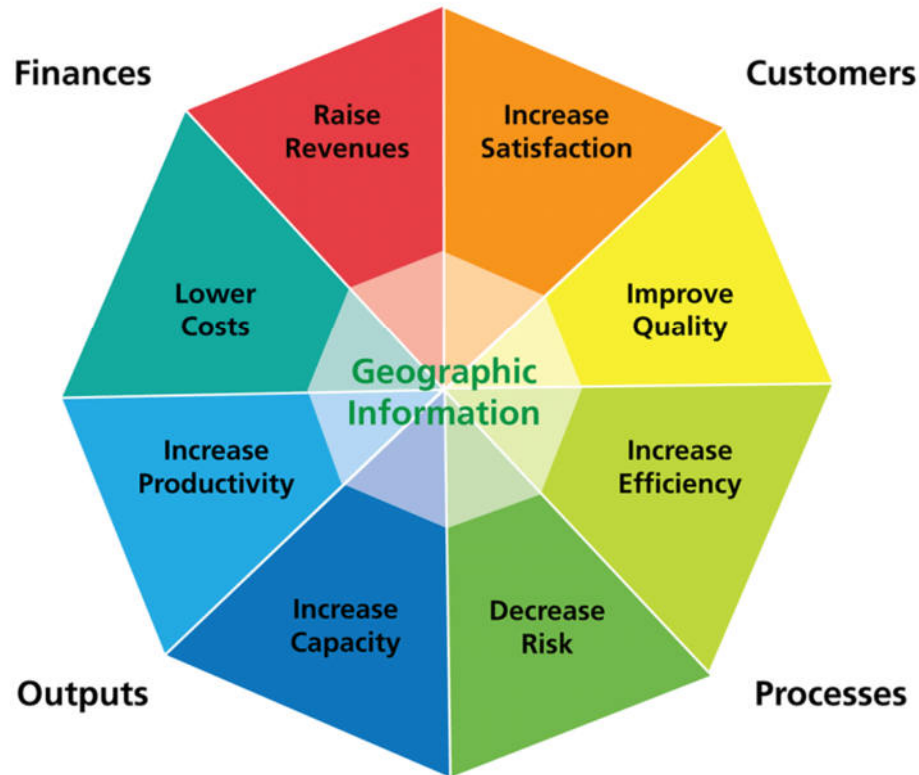 Finances
Customers
Raise
Revenues
Increase
Satisfaction
Lower
Costs
Improve
Quality
Geographic
Information
Increase
Productivity
Increase
Efficiency
Increase
Capacity
Decrease
Risk
Outputs
Processes